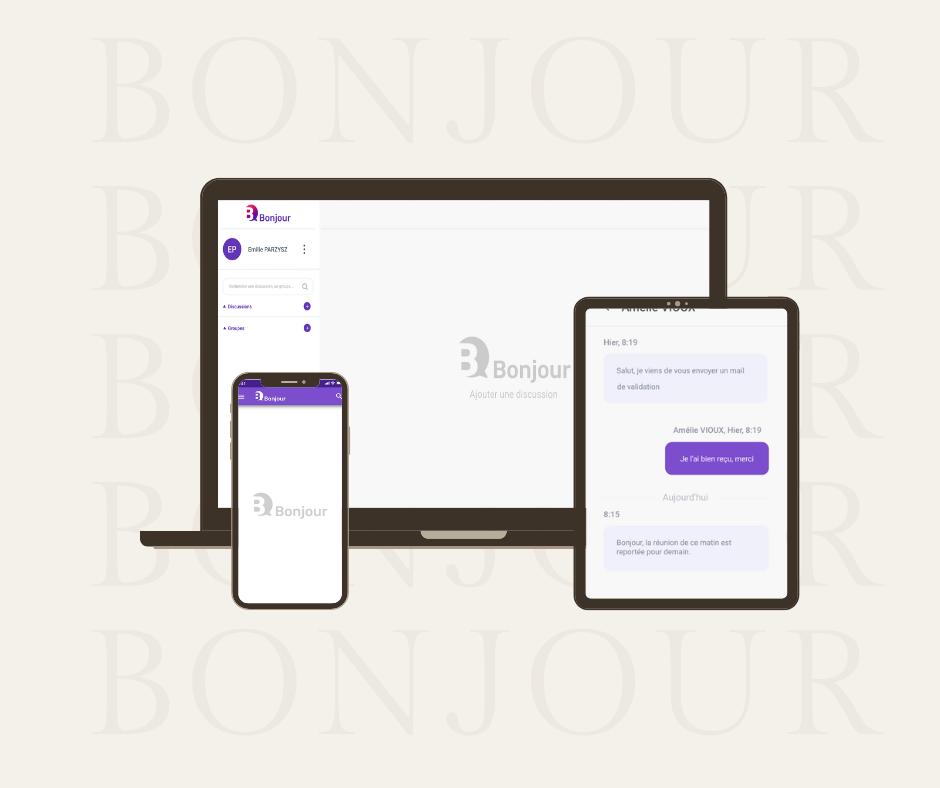 BONJOUR
BONJOUR
Bonjour
EP
Emilie PARZYSZ
Rechercher une discussion, un groupe...
Discussions
Groupes
Bonjour
Ajouter une discussion
Bonjour
Bonjour
Amélie VIOUX
Hier, 8:19
Salut, je viens de vous envoyer un mail
de validation
Amélie VIOUX, Hier, 8:19
Je l'ai bien reçu, merci
Aujourd'hui
8:15
Bonjour, la réunion de ce matin est
reportée pour demain.
BONJOUR
BONJOUR
BONJOUR